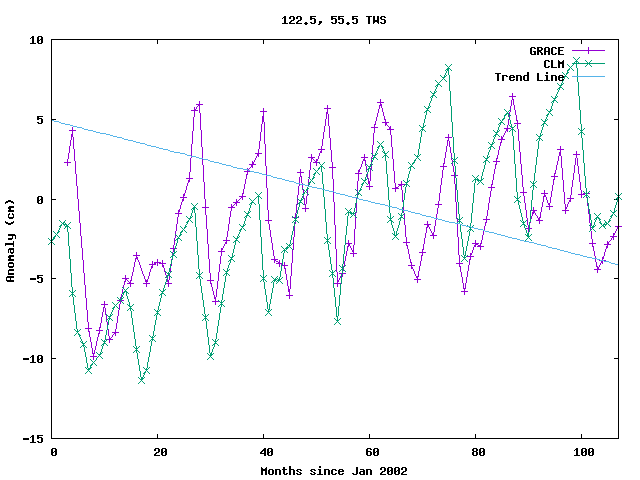 122.5, 55.5 TWS
GRACE
CLM
Trend Line
Anomaly (cm)
10
5
0
-5
-10
-15
0 20 40 60 80 100
Months since Jan 2002